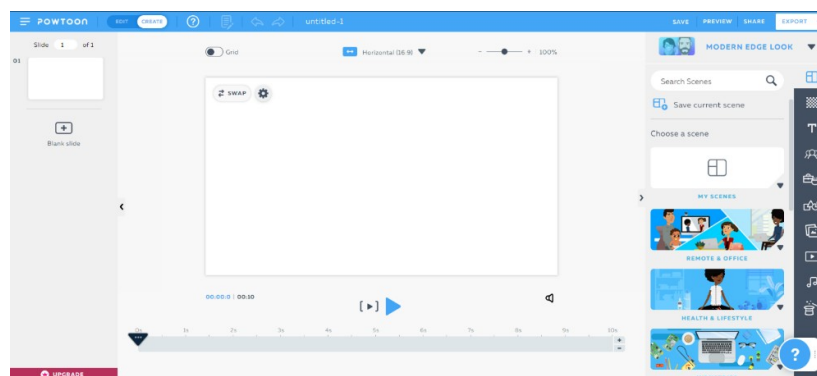 POWTOON EDIT CREATE ? untitled-1 SAVE PREVIEW SHARE EXPORT
Slide 1 of 1
Grid
Horizontal (16:9)
- + 100%
MODERN EDGE LOOK
01
Search Scenes
SWAP
Save current scene
Blank slide
Choose a scene
MY SCENES
REMOTE & OFFICE
00:00:0 | 00:10
HEALTH & LIFESTYLE
0s 1s 2s 3s 4s 5s 6s 7s 8s 9s 10s
+
-
?
UPGRADE